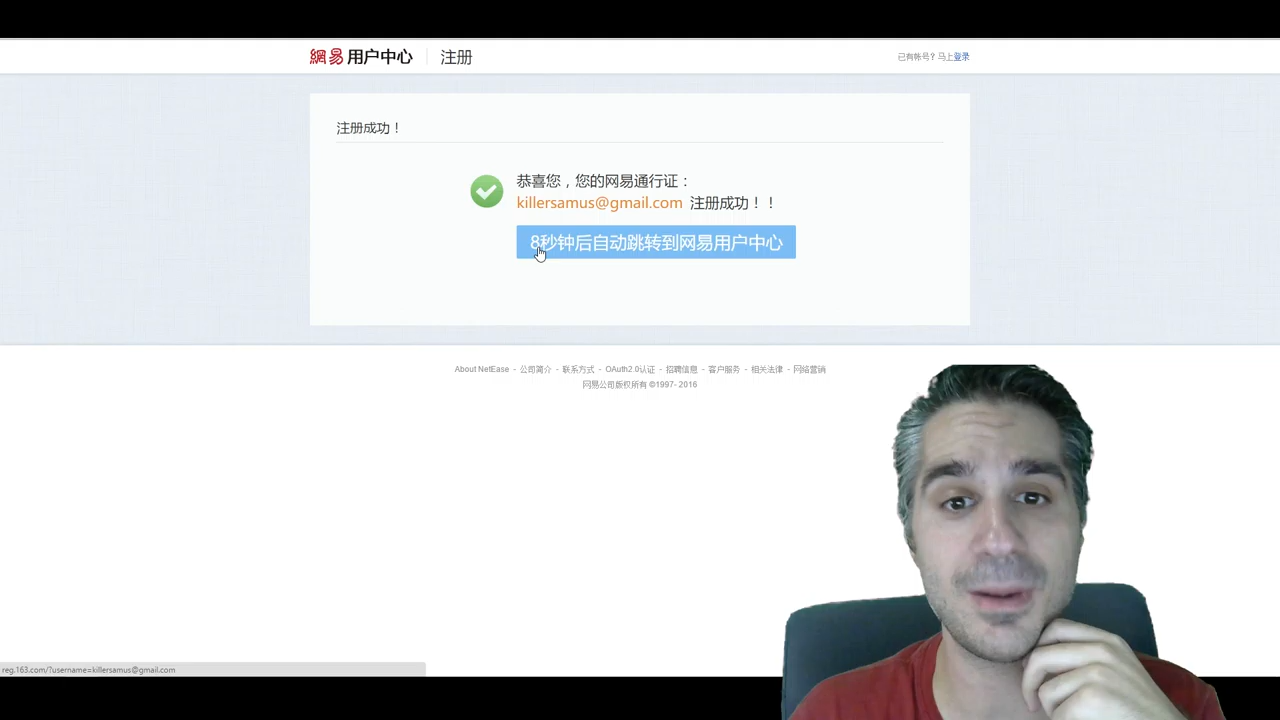 網易 用户中心 注册
已有帐号？马上登录
注册成功！
恭喜您，您的网易通行证：
killersamus@gmail.com 注册成功！！
8秒钟后自动跳转到网易用户中心
About NetEase - 公司简介 - 联系方式 - OAuth2.0认证 - 招聘信息 - 客户服务 - 相关法律 - 网络营销
网易公司版权所有 ©1997- 2016
reg.163.com/?username=killersamus@gmail.com